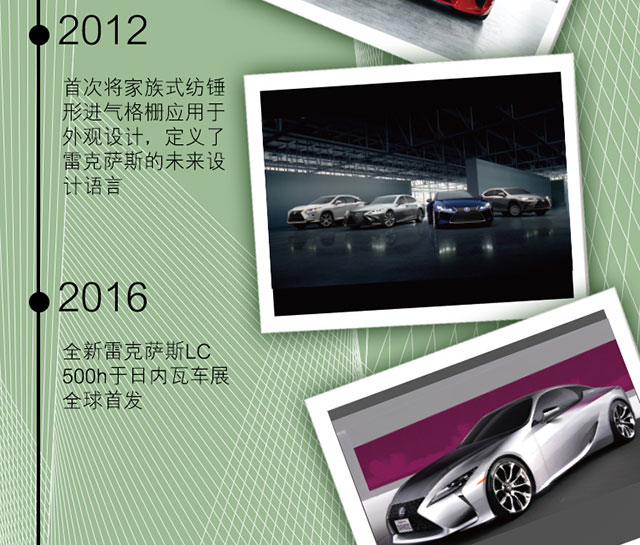 2012
首次将家族式纺锤
形进气格栅应用于
外观设计，定义了
雷克萨斯的未来设
计语言
2016
全新雷克萨斯LC
500h于日内瓦车展
全球首发